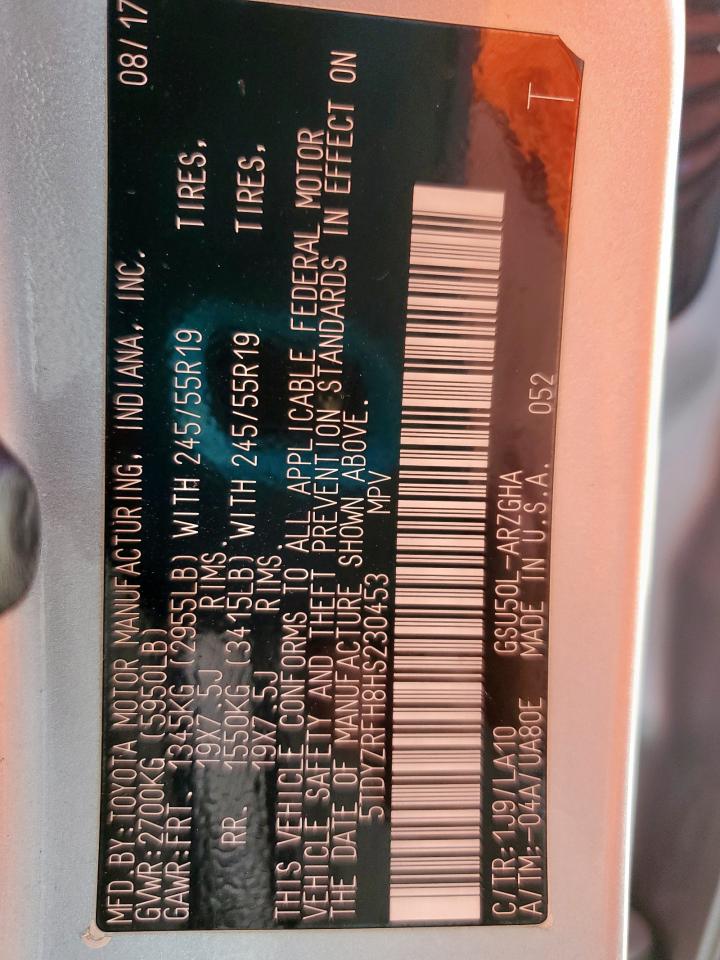 MFD.BY:TOYOTA MOTOR MANUFACTURING, INDIANA, INC. 08/17
GVWR:2700KG (5950LB)
GAWR:FRT. 1345KG (2955LB) WITH 245/55R19 TIRES,
19X7.5J RIMS.
RR. 1550KG (3415LB) WITH 245/55R19 TIRES,
19X7.5J RIMS.
THIS VEHICLE CONFORMS TO ALL APPLICABLE FEDERAL MOTOR
VEHICLE SAFETY AND THEFT PREVENTION STANDARDS IN EFFECT ON
THE DATE OF MANUFACTURE SHOWN ABOVE.
5TDYZRFH8HS230453 MPV
C/TR:1J9/LA10 GSU50L-ARZGHA
A/TM:-04A/UA80E MADE IN U.S.A. 052 T